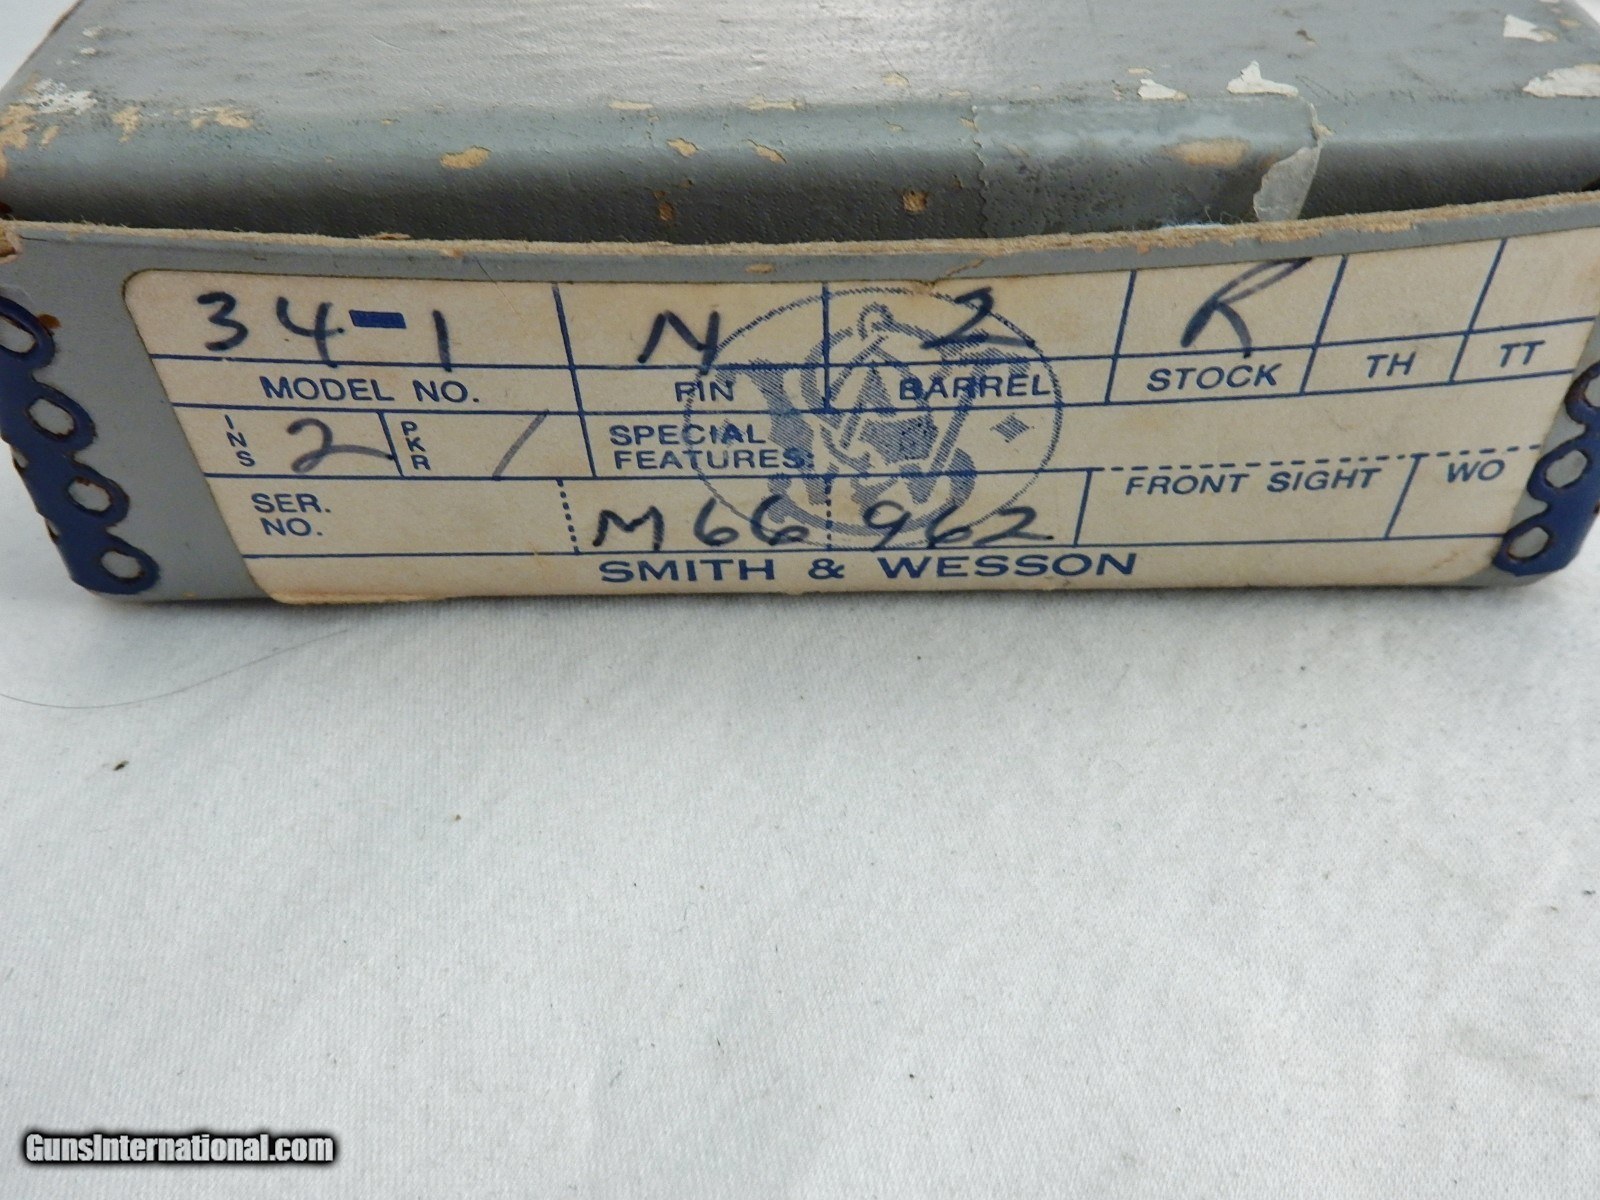 34-1 N 2 R
MODEL NO. FIN BARREL STOCK TH TT
INS 2 PKR / SPECIAL FEATURES:
FRONT SIGHT WO
SER. NO. M66 962
SMITH & WESSON
GunsInternational.com